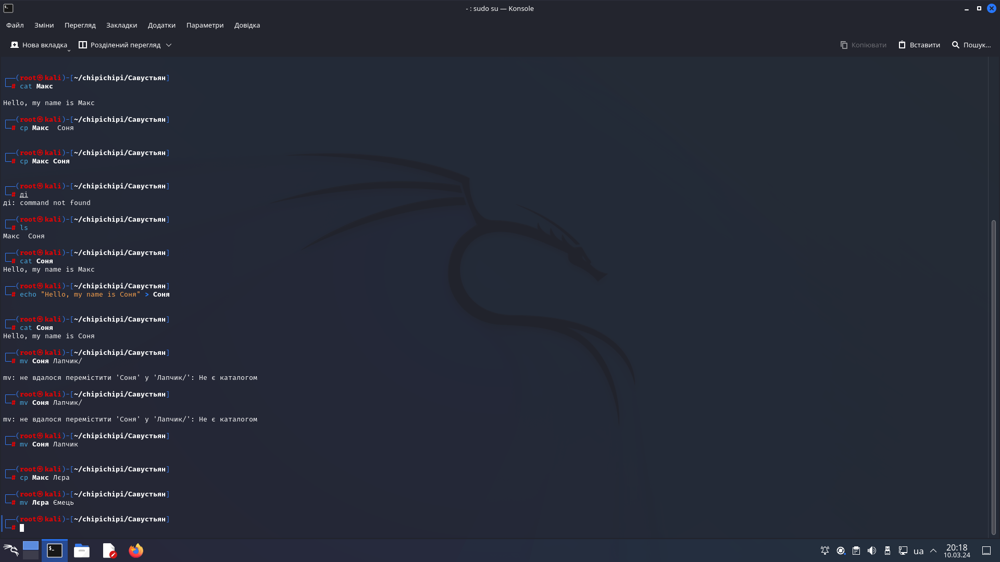 - : sudo su — Konsole
Файл Зміни Перегляд Закладки Додатки Параметри Довідка
Нова вкладка Розділений перегляд Копіювати Вставити Пошук...
┌──(root㉿kali)-[~/chipichipi/Савустьян]
└─# cat Макс
Hello, my name is Макс
┌──(root㉿kali)-[~/chipichipi/Савустьян]
└─# cp Макс  Соня
┌──(root㉿kali)-[~/chipichipi/Савустьян]
└─# cp Макс Соня
┌──(root㉿kali)-[~/chipichipi/Савустьян]
└─# ді
ді: command not found
┌──(root㉿kali)-[~/chipichipi/Савустьян]
└─# ls
Макс  Соня
┌──(root㉿kali)-[~/chipichipi/Савустьян]
└─# cat Соня
Hello, my name is Макс
┌──(root㉿kali)-[~/chipichipi/Савустьян]
└─# echo "Hello, my name is Соня" > Соня
┌──(root㉿kali)-[~/chipichipi/Савустьян]
└─# cat Соня
Hello, my name is Соня
┌──(root㉿kali)-[~/chipichipi/Савустьян]
└─# mv Соня Лапчик/
mv: не вдалося перемістити 'Соня' у 'Лапчик/': Не є каталогом
┌──(root㉿kali)-[~/chipichipi/Савустьян]
└─# mv Соня Лапчик/
mv: не вдалося перемістити 'Соня' у 'Лапчик/': Не є каталогом
┌──(root㉿kali)-[~/chipichipi/Савустьян]
└─# mv Соня Лапчик
┌──(root㉿kali)-[~/chipichipi/Савустьян]
└─# cp Макс Лєра
┌──(root㉿kali)-[~/chipichipi/Савустьян]
└─# mv Лєра Ємець
┌──(root㉿kali)-[~/chipichipi/Савустьян]
└─#
ua 20:18
10.03.24